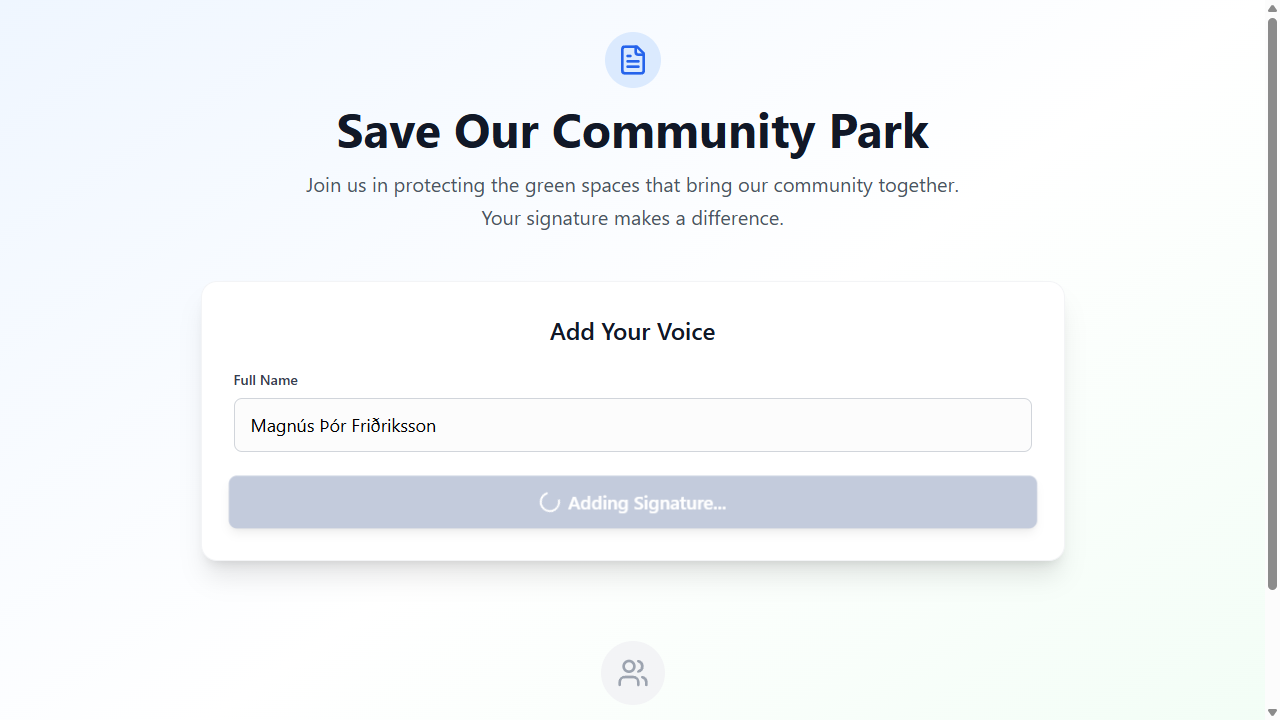 Save Our Community Park
Join us in protecting the green spaces that bring our community together.
Your signature makes a difference.
Add Your Voice
Full Name
Magnús Þór Friðriksson
Adding Signature...